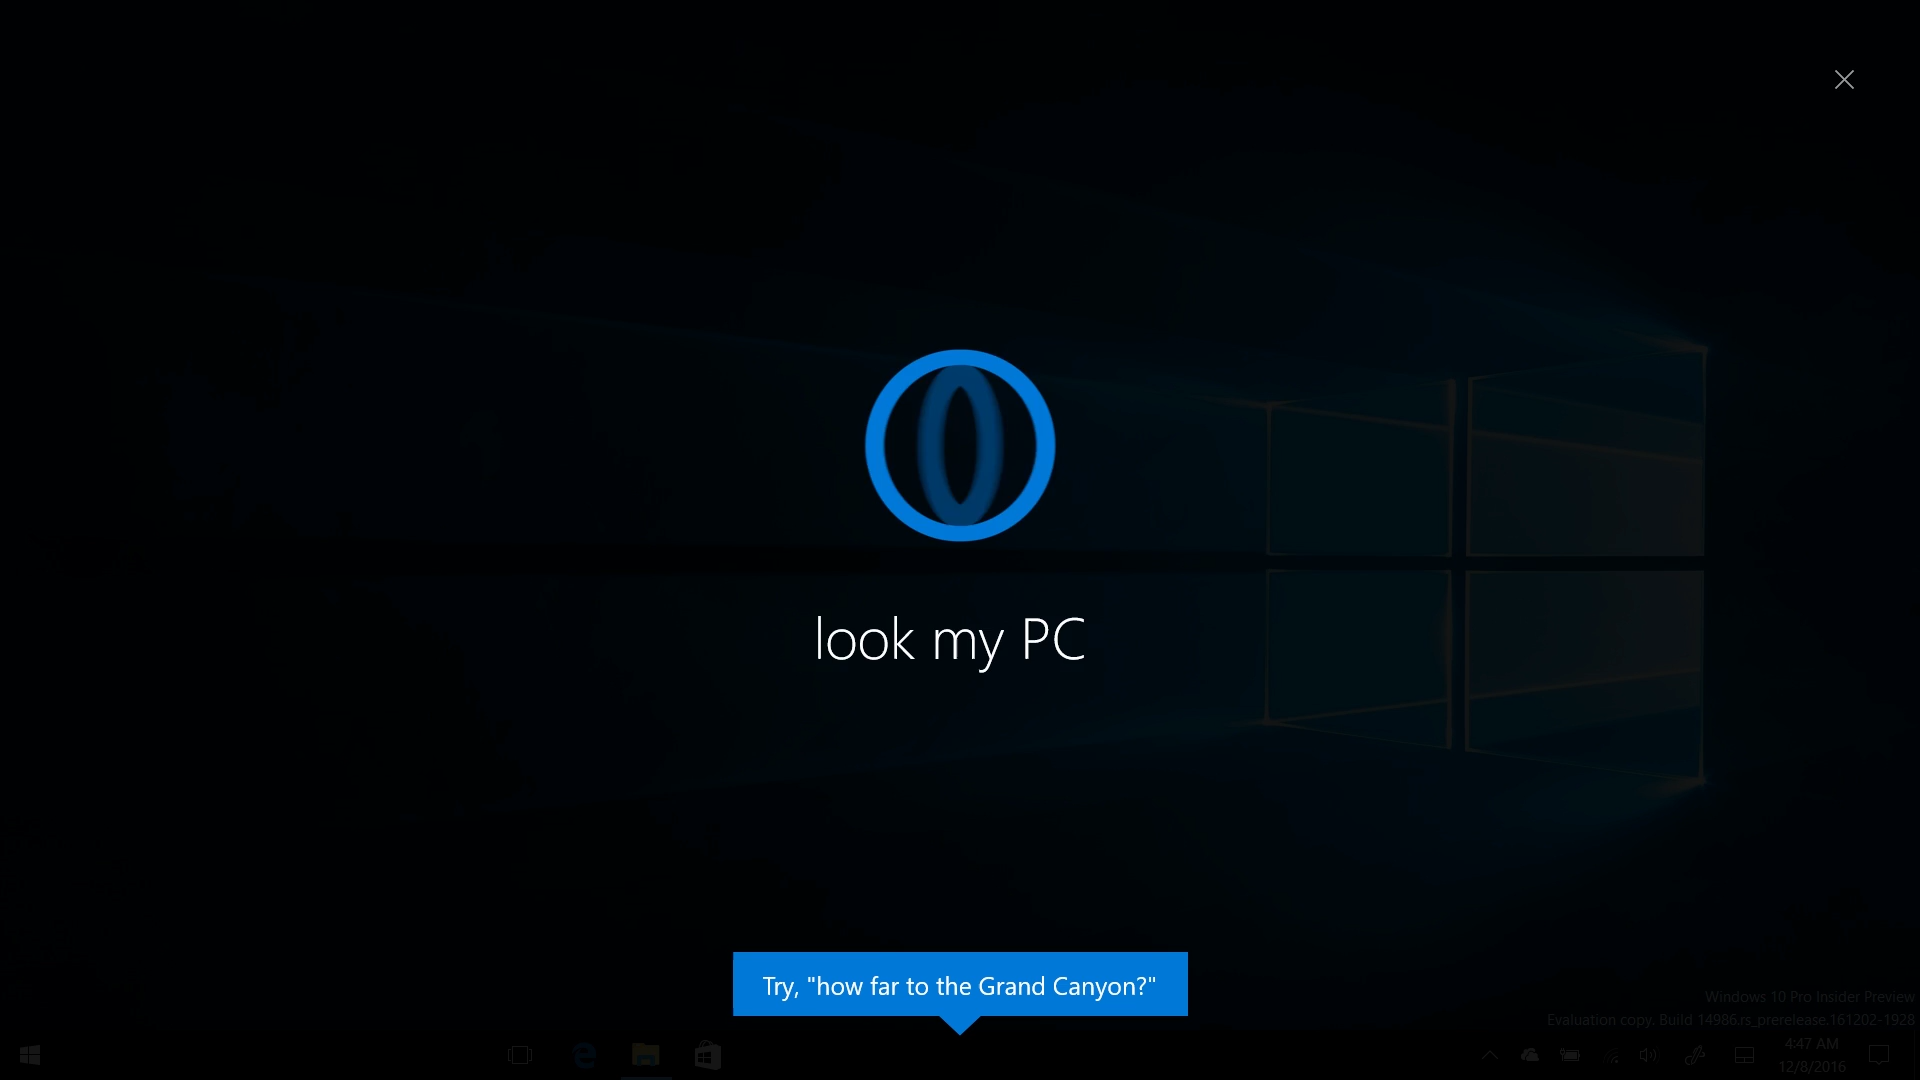 look my PC
Try, "how far to the Grand Canyon?"
Windows 10 Pro Insider Preview
Evaluation copy. Build 14986.rs_prerelease.161202-1928
4:47 AM
12/8/2016